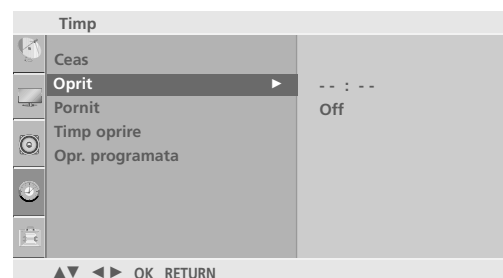 Timp
Ceas
Oprit ► - - : - -
Pornit Off
Timp oprire
Opr. programata
▲▼ ◄► OK RETURN